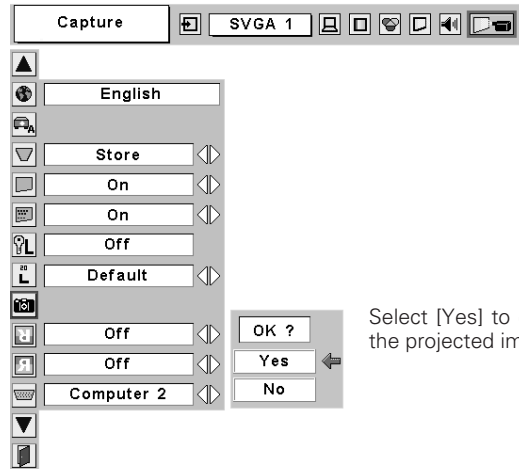 Capture
SVGA 1
English
A
Store
On
On
L
Off
20
L
Default
Off
OK ?
Off
Yes
Computer 2
No
Select [Yes] to
the projected im